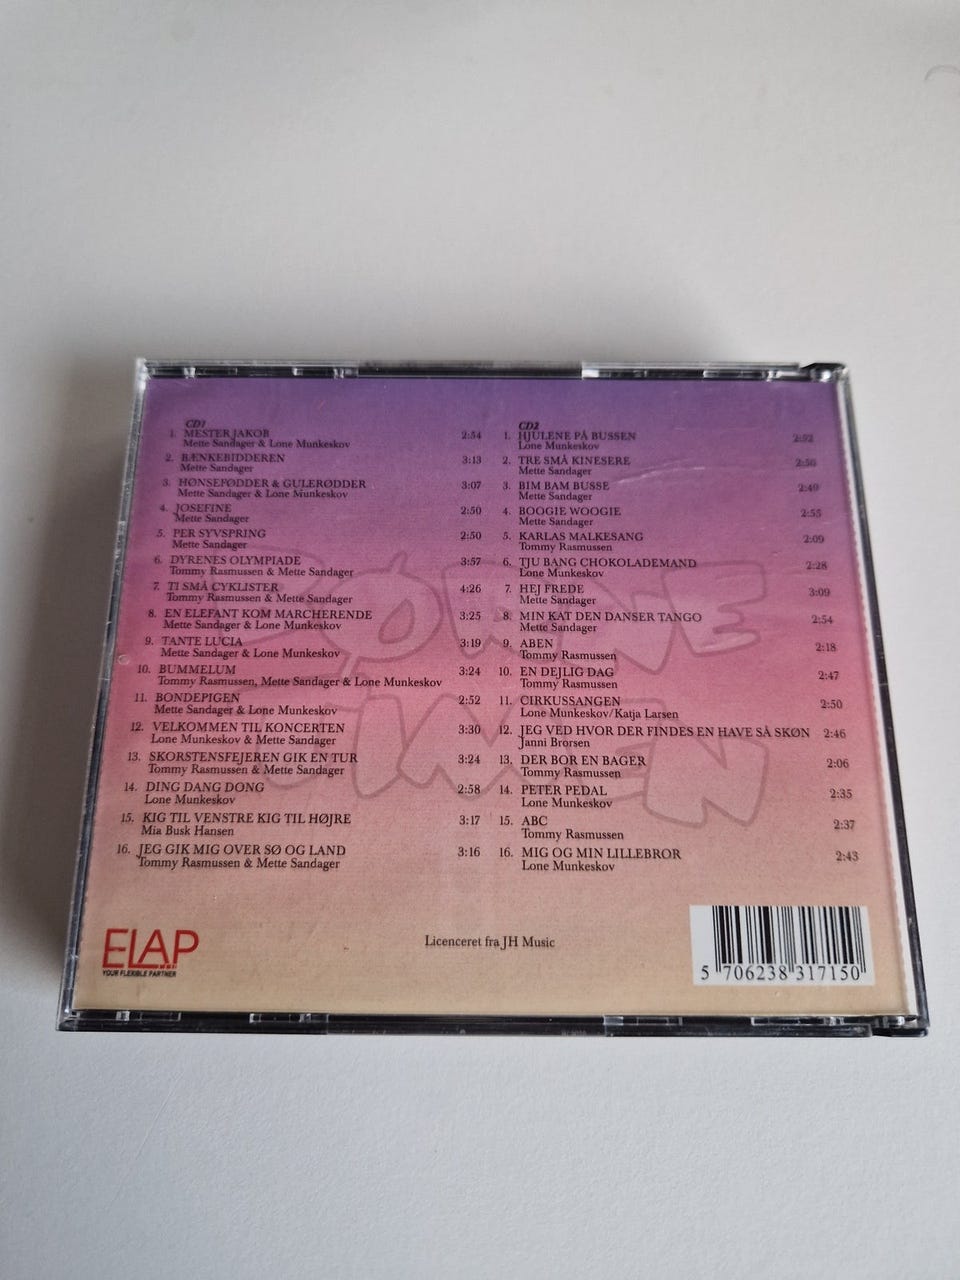 CD1
1. MESTER JAKOB 2:54
Mette Sandager & Lone Munkeskov
2. BÆNKEBIDDEREN 3:13
Mette Sandager
3. HØNSEFØDDER & GULERØDDER 3:07
Mette Sandager & Lone Munkeskov
4. JOSEFINE 2:50
Mette Sandager
5. PER SYVSPRING 2:50
Mette Sandager
6. DYRENES OLYMPIADE 3:57
Tommy Rasmussen & Mette Sandager
7. TI SMÅ CYKLISTER 4:26
Tommy Rasmussen & Mette Sandager
8. EN ELEFANT KOM MARCHERENDE 3:25
Mette Sandager & Lone Munkeskov
9. TANTE LUCIA 3:19
Mette Sandager & Lone Munkeskov
10. BUMMELUM 3:24
Tommy Rasmussen, Mette Sandager & Lone Munkeskov
11. BONDEPIGEN 2:52
Mette Sandager & Lone Munkeskov
12. VELKOMMEN TIL KONCERTEN 3:30
Lone Munkeskov & Mette Sandager
13. SKORSTENSFEJEREN GIK EN TUR 3:24
Tommy Rasmussen & Mette Sandager
14. DING DANG DONG 2:58
Lone Munkeskov
15. KIG TIL VENSTRE KIG TIL HØJRE 3:17
Mia Busk Hansen
16. JEG GIK MIG OVER SØ OG LAND 3:16
Tommy Rasmussen & Mette Sandager
CD2
1. HJULENE PÅ BUSSEN 2:52
Lone Munkeskov
2. TRE SMÅ KINESERE 2:50
Mette Sandager
3. BIM BAM BUSSE 2:49
Mette Sandager
4. BOOGIE WOOGIE 2:55
Mette Sandager
5. KARLAS MALKESANG 2:09
Tommy Rasmussen
6. TJU BANG CHOKOLADEMAND 2:28
Lone Munkeskov
7. HEJ FREDE 3:09
Mette Sandager
8. MIN KAT DEN DANSER TANGO 2:54
Mette Sandager
9. ABEN 2:18
Tommy Rasmussen
10. EN DEJLIG DAG 2:47
Tommy Rasmussen
11. CIRKUSSANGEN 2:50
Lone Munkeskov/Katja Larsen
12. JEG VED HVOR DER FINDES EN HAVE SÅ SKØN 2:46
Janni Brorsen
13. DER BOR EN BAGER 2:06
Tommy Rasmussen
14. PETER PEDAL 2:35
Lone Munkeskov
15. ABC 2:37
Tommy Rasmussen
16. MIG OG MIN LILLEBROR 2:43
Lone Munkeskov
ELAP
YOUR FLEXIBLE PARTNER
Licenceret fra JH Music
5 706238 317150